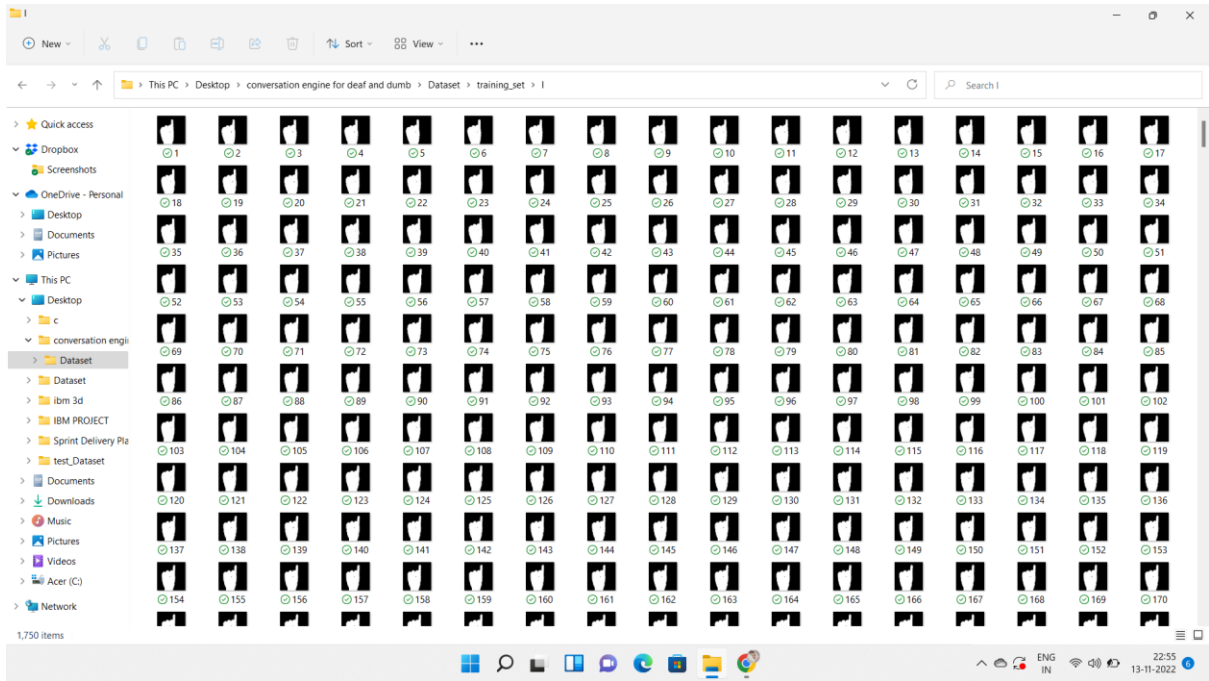 I
New
Sort
View
This PC > Desktop > conversation engine for deaf and dumb > Dataset > training_set > I
Search I
Quick access
Dropbox
Screenshots
OneDrive - Personal
Desktop
Documents
Pictures
This PC
Desktop
c
conversation engi
Dataset
Dataset
ibm 3d
IBM PROJECT
Sprint Delivery Pla
test_Dataset
Documents
Downloads
Music
Pictures
Videos
Acer (C:)
Network
1 2 3 4 5 6 7 8 9 10 11 12 13 14 15 16 17
18 19 20 21 22 23 24 25 26 27 28 29 30 31 32 33 34
35 36 37 38 39 40 41 42 43 44 45 46 47 48 49 50 51
52 53 54 55 56 57 58 59 60 61 62 63 64 65 66 67 68
69 70 71 72 73 74 75 76 77 78 79 80 81 82 83 84 85
86 87 88 89 90 91 92 93 94 95 96 97 98 99 100 101 102
103 104 105 106 107 108 109 110 111 112 113 114 115 116 117 118 119
120 121 122 123 124 125 126 127 128 129 130 131 132 133 134 135 136
137 138 139 140 141 142 143 144 145 146 147 148 149 150 151 152 153
154 155 156 157 158 159 160 161 162 163 164 165 166 167 168 169 170
1,750 items
ENG
IN
22:55
13-11-2022
6